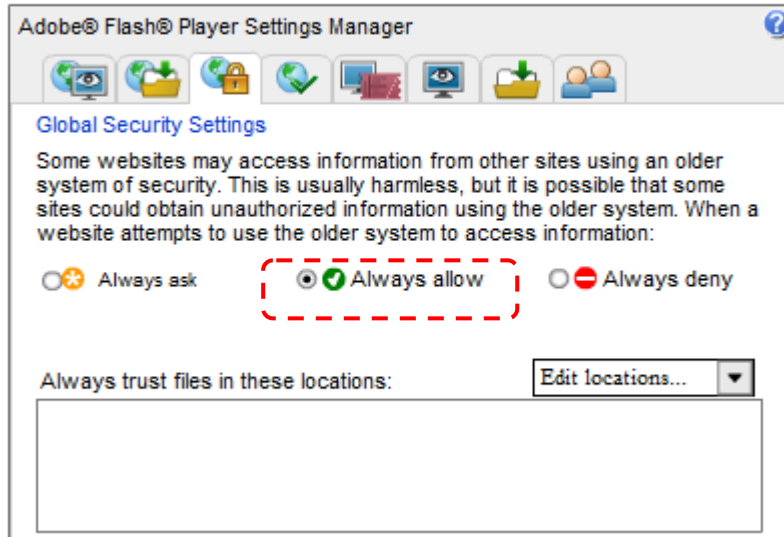 Adobe® Flash® Player Settings Manager
Global Security Settings
Some websites may access information from other sites using an older
system of security. This is usually harmless, but it is possible that some
sites could obtain unauthorized information using the older system. When a
website attempts to use the older system to access information:
Always ask Always allow Always deny
Always trust files in these locations: Edit locations...